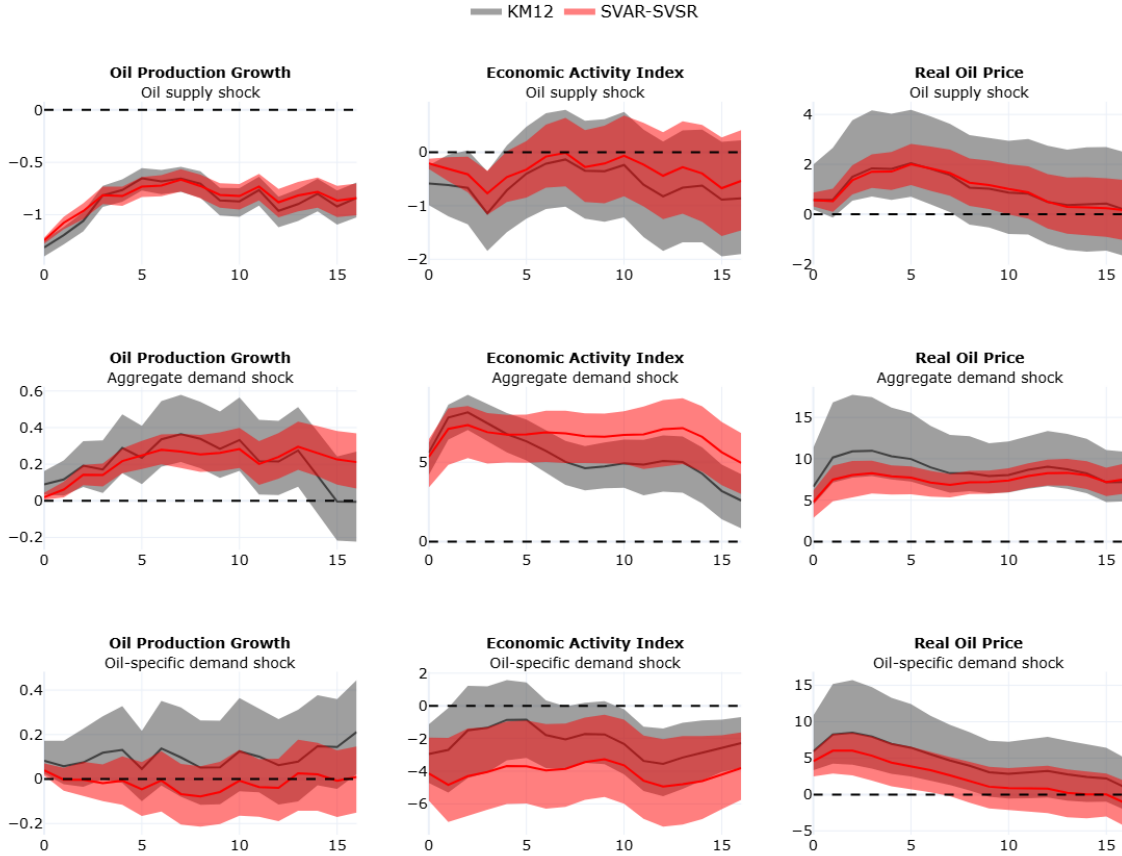 KM12 SVAR-SVSR
Oil Production Growth Economic Activity Index Real Oil Price
Oil supply shock Oil supply shock Oil supply shock
0 −0.5 −1
0 5 10 15
0 −1 −2
0 5 10 15
4 2 0 −2
0 5 10 15
Oil Production Growth Economic Activity Index Real Oil Price
Aggregate demand shock Aggregate demand shock Aggregate demand shock
0.6 0.4 0.2 0 −0.2
0 5 10 15
5 0
0 5 10 15
15 10 5 0
0 5 10 15
Oil Production Growth Economic Activity Index Real Oil Price
Oil-specific demand shock Oil-specific demand shock Oil-specific demand shock
0.4 0.2 0 −0.2
0 5 10 15
2 0 −2 −4 −6
0 5 10 15
15 10 5 0 −5
0 5 10 15